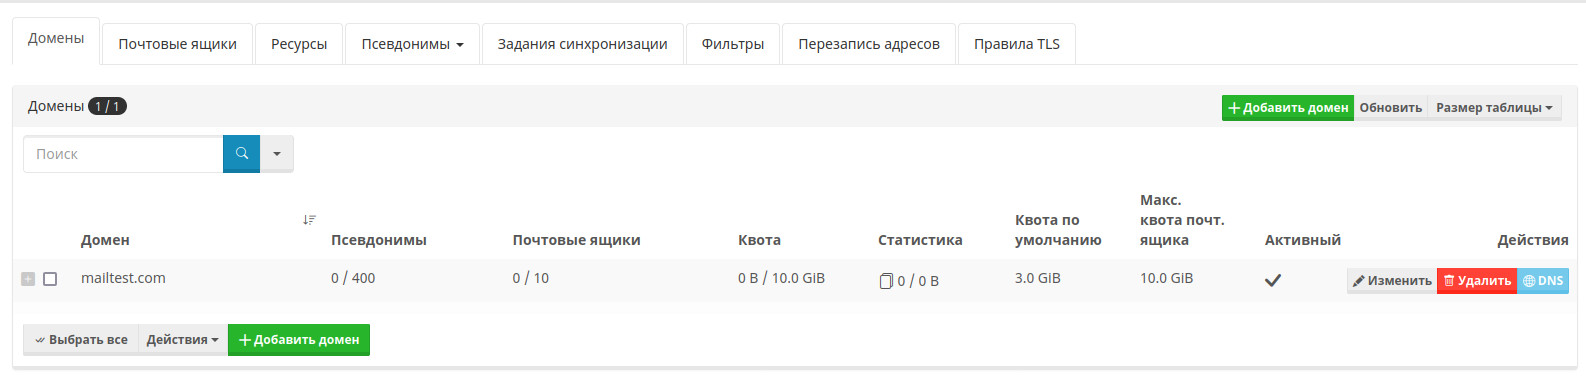 Домены
Почтовые ящики
Ресурсы
Псевдонимы
Задания синхронизации
Фильтры
Перезапись адресов
Правила TLS
Домены 1 / 1
Добавить домен
Обновить
Размер таблицы
Поиск
Домен
Псевдонимы
Почтовые ящики
Квота
Статистика
Квота по
умолчанию
Макс.
квота почт.
ящика
Активный
Действия
mailtest.com
0 / 400
0 / 10
0 B / 10.0 GiB
0 / 0 B
3.0 GiB
10.0 GiB
Изменить
Удалить
DNS
Выбрать все
Действия
Добавить домен